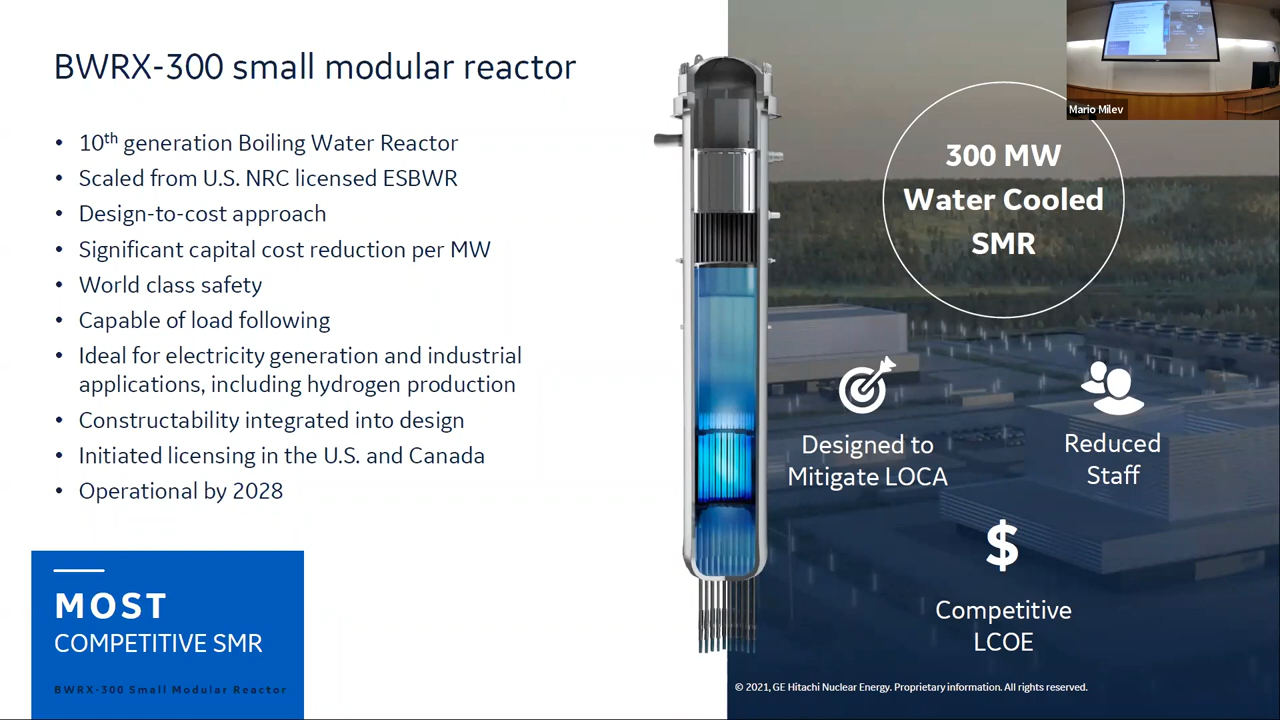 BWRX-300 small modular reactor
• 10th generation Boiling Water Reactor
• Scaled from U.S. NRC licensed ESBWR
• Design-to-cost approach
• Significant capital cost reduction per MW
• World class safety
• Capable of load following
• Ideal for electricity generation and industrial
applications, including hydrogen production
• Constructability integrated into design
• Initiated licensing in the U.S. and Canada
• Operational by 2028
MOST
COMPETITIVE SMR
BWRX-300 Small Modular Reactor
Mario Milev
300 MW
Water Cooled
SMR
Designed to
Mitigate LOCA
Reduced
Staff
$
Competitive
LCOE
© 2021, GE Hitachi Nuclear Energy. Proprietary information. All rights reserved.